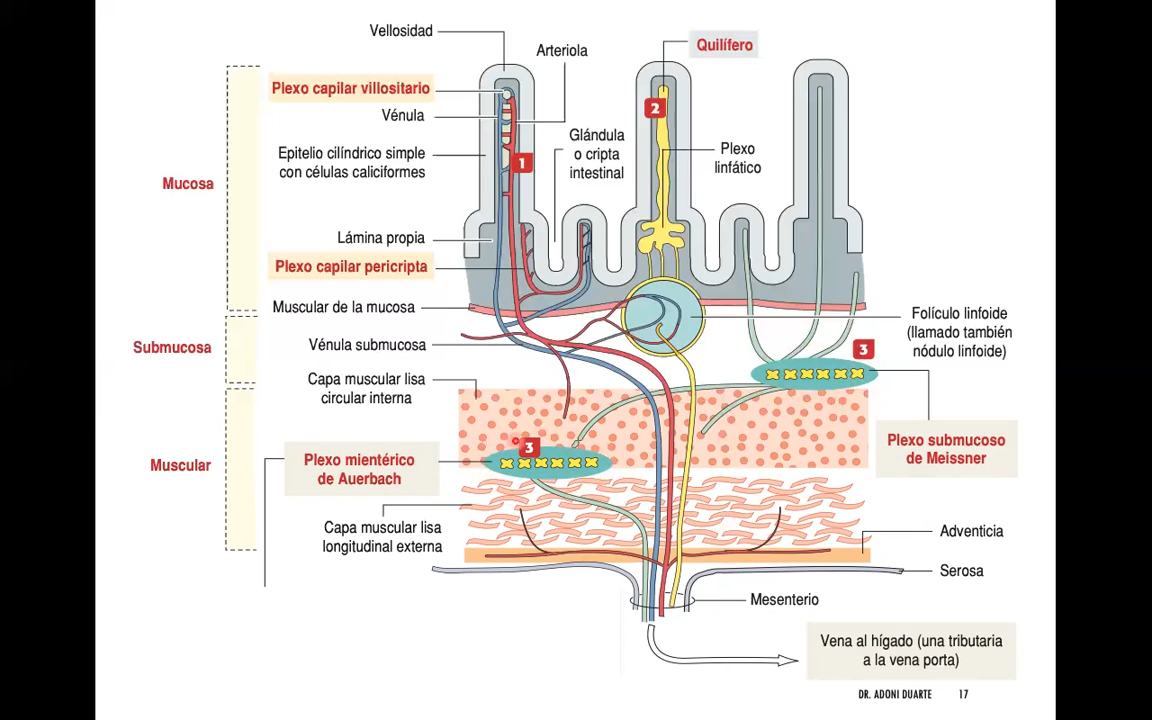 Vellosidad
Arteriola
Quilífero
Plexo capilar villositario
Vénula
2
Glándula
o cripta
intestinal
Plexo
linfático
Epitelio cilíndrico simple
con células caliciformes
1
Mucosa
Lámina propia
Plexo capilar pericripta
Muscular de la mucosa
Folículo linfoide
(llamado también
nódulo linfoide)
Submucosa
Vénula submucosa
3
Capa muscular lisa
circular interna
Plexo submucoso
de Meissner
3
Muscular
Plexo mientérico
de Auerbach
Capa muscular lisa
longitudinal externa
Adventicia
Serosa
Mesenterio
Vena al hígado (una tributaria
a la vena porta)
DR. ADONI DUARTE 17